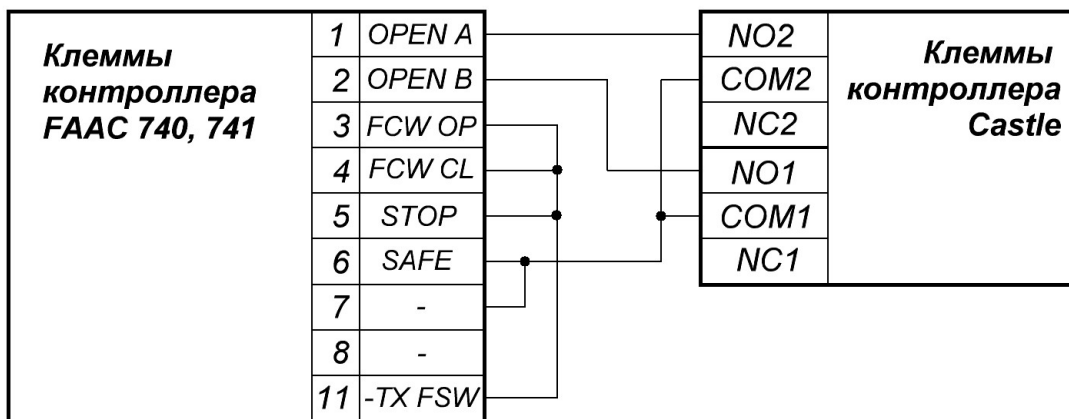 Клеммы
контроллера
FAAC 740, 741
1 OPEN A
2 OPEN B
3 FCW OP
4 FCW CL
5 STOP
6 SAFE
7 -
8 -
11 -TX FSW
NO2
COM2
NC2
NO1
COM1
NC1
Клеммы
контроллера
Castle